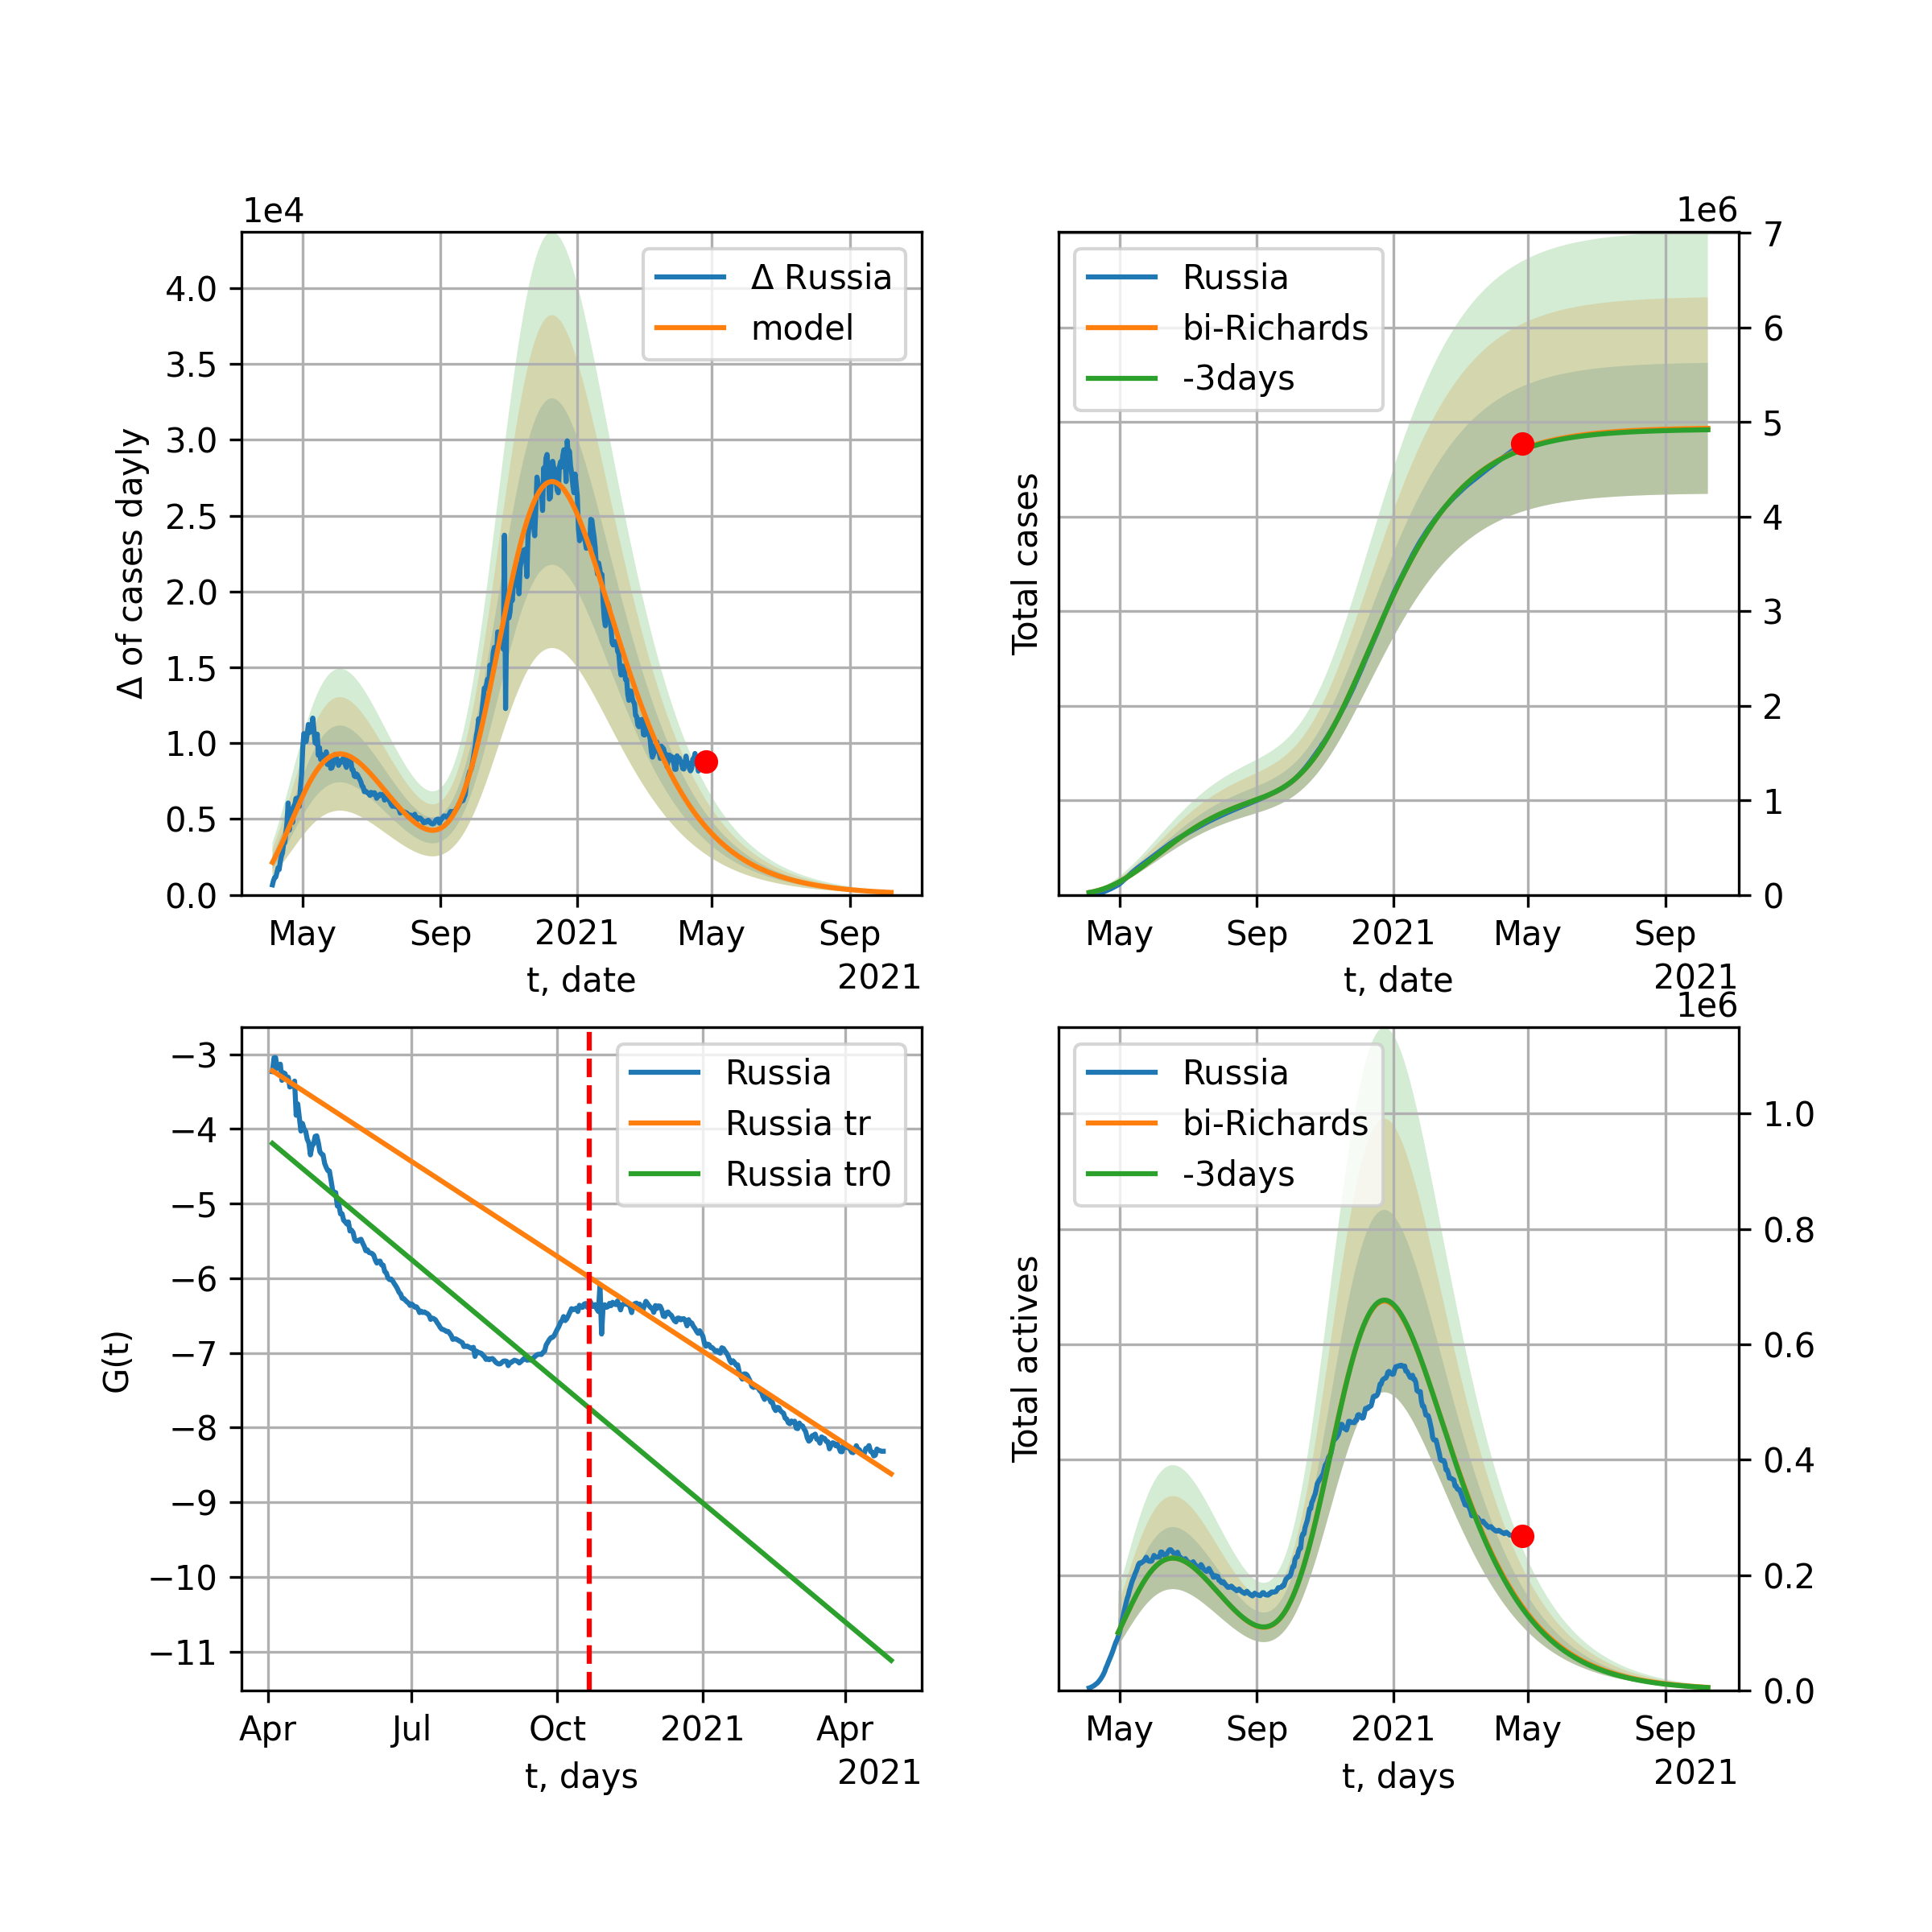 1e4
Δ of cases dayly
4.0
3.5
3.0
2.5
2.0
1.5
1.0
0.5
0.0
Δ Russia
model
May Sep 2021 May Sep
t, date
2021
1e6
Total cases
Russia
bi-Richards
-3days
7
6
5
4
3
2
1
0
May Sep 2021 May Sep
t, date
2021
G(t)
−3
−4
−5
−6
−7
−8
−9
−10
−11
Russia
Russia tr
Russia tr0
Apr Jul Oct 2021 Apr
t, days
2021
1e6
Total actives
Russia
bi-Richards
-3days
1.0
0.8
0.6
0.4
0.2
0.0
May Sep 2021 May Sep
t, days
2021